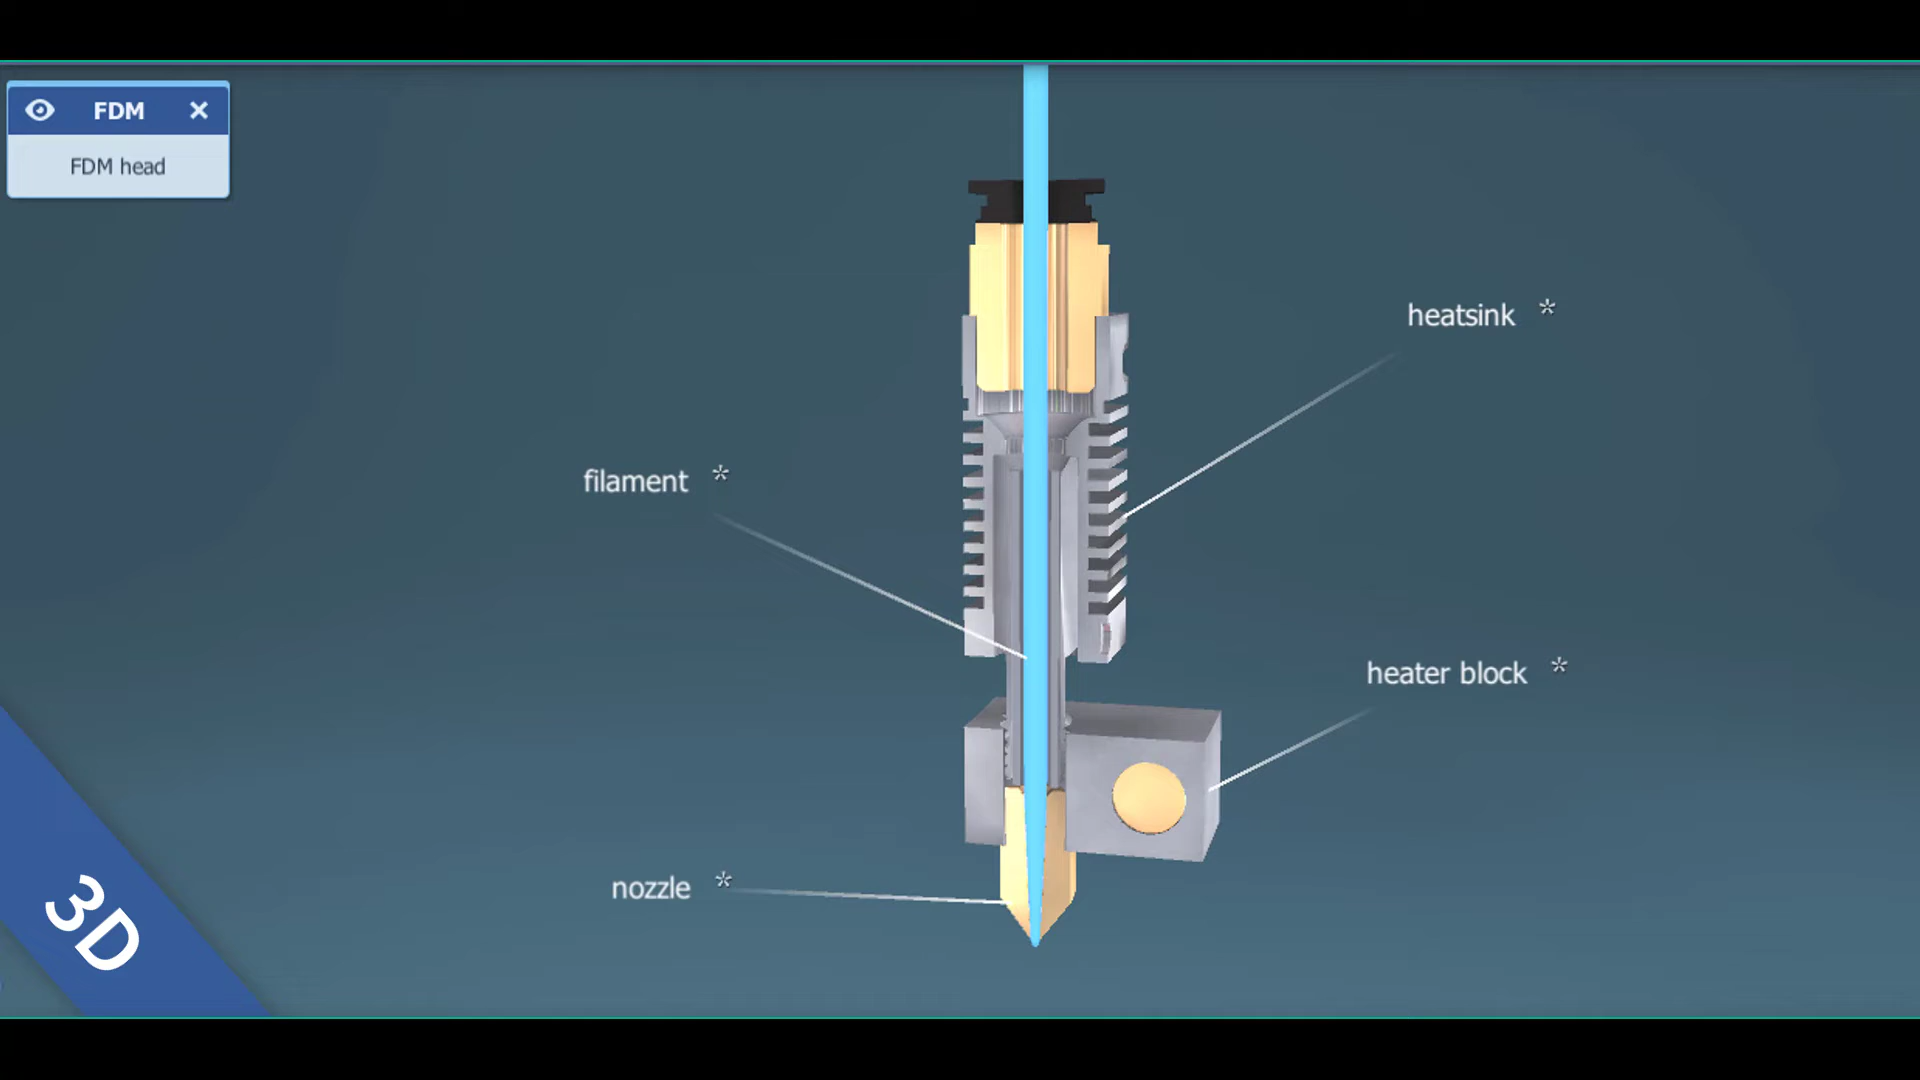 FDM
FDM head
heatsink *
filament *
heater block *
nozzle *
3D